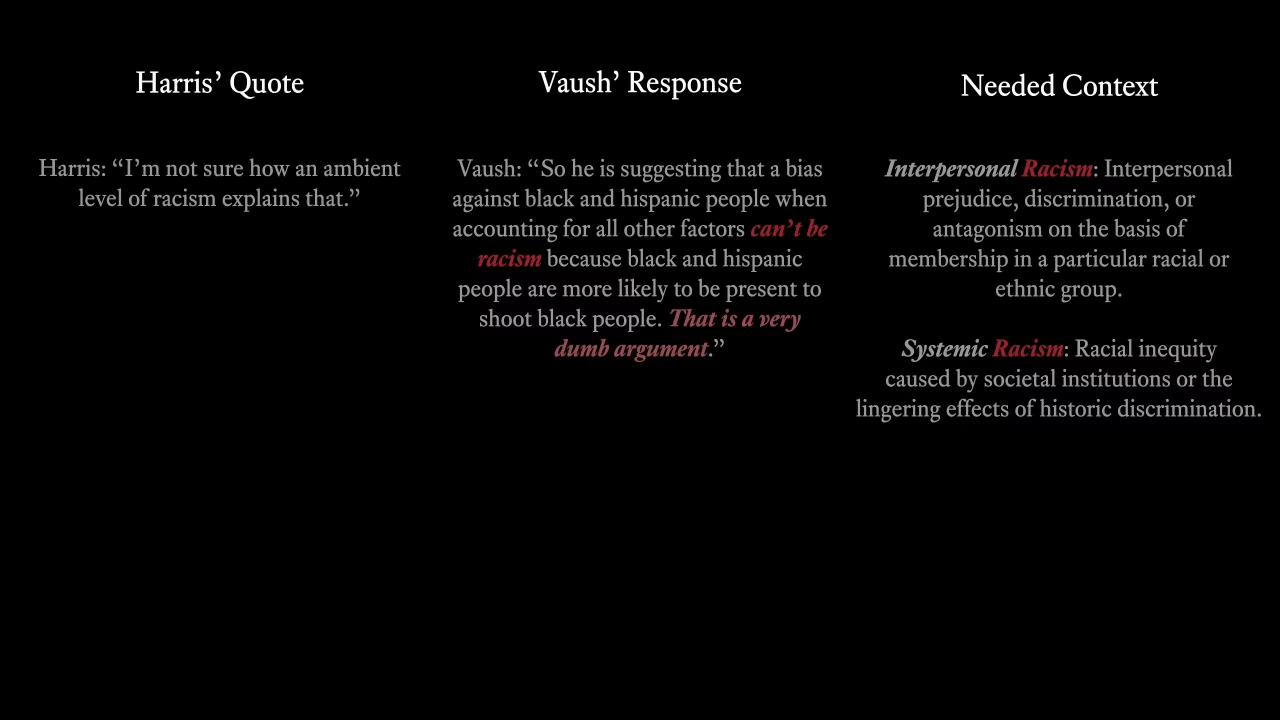 Harris’ Quote
Harris: “I’m not sure how an ambient
level of racism explains that.”
Vaush’ Response
Vaush: “So he is suggesting that a bias
against black and hispanic people when
accounting for all other factors can’t be
racism because black and hispanic
people are more likely to be present to
shoot black people. That is a very
dumb argument.”
Needed Context
Interpersonal Racism: Interpersonal
prejudice, discrimination, or
antagonism on the basis of
membership in a particular racial or
ethnic group.
Systemic Racism: Racial inequity
caused by societal institutions or the
lingering effects of historic discrimination.